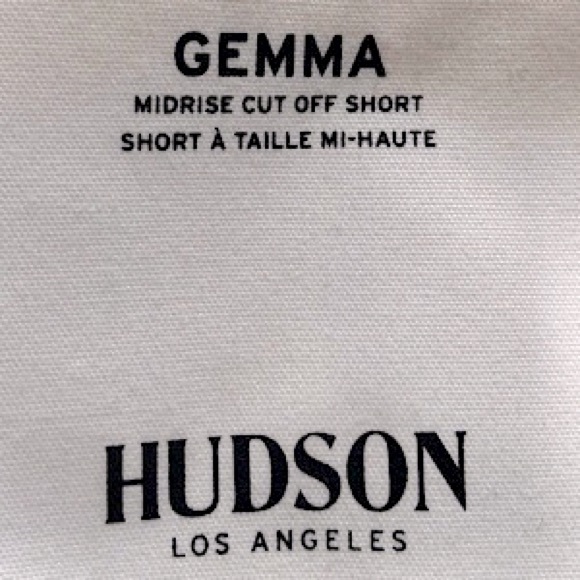 GEMMA
MIDRISE CUT OFF SHORT
SHORT À TAILLE MI-HAUTE
HUDSON
LOS ANGELES